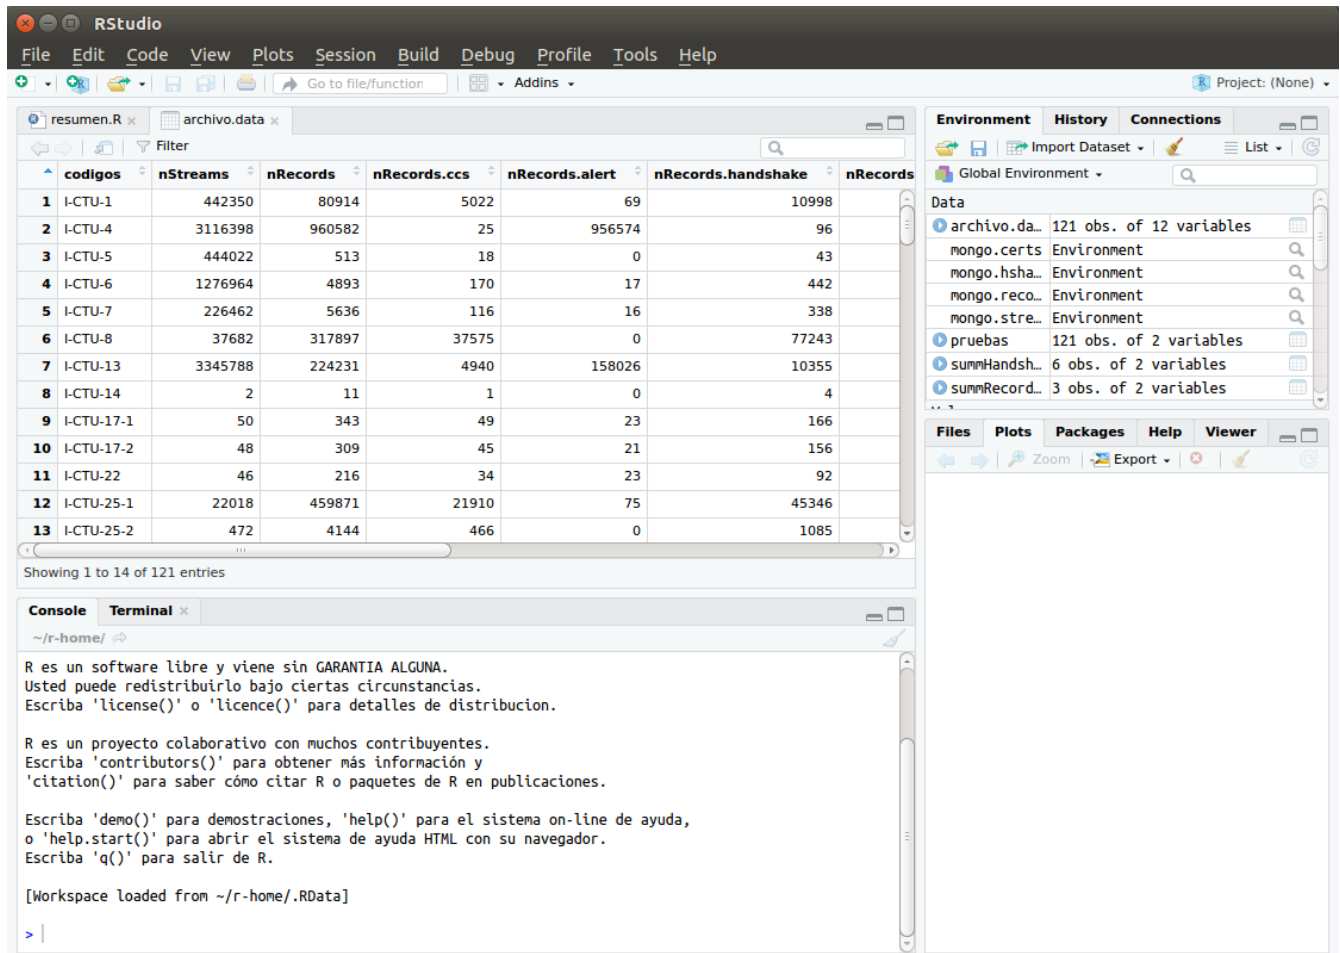 RStudio
File Edit Code View Plots Session Build Debug Profile Tools Help
Go to file/function Addins Project: (None)
resumen.R archivo.data
Filter
codigos nStreams nRecords nRecords.ccs nRecords.alert nRecords.handshake nRecords
1 I-CTU-1 442350 80914 5022 69 10998
2 I-CTU-4 3116398 960582 25 956574 96
3 I-CTU-5 444022 513 18 0 43
4 I-CTU-6 1276964 4893 170 17 442
5 I-CTU-7 226462 5636 116 16 338
6 I-CTU-8 37682 317897 37575 0 77243
7 I-CTU-13 3345788 224231 4940 158026 10355
8 I-CTU-14 2 11 1 0 4
9 I-CTU-17-1 50 343 49 23 166
10 I-CTU-17-2 48 309 45 21 156
11 I-CTU-22 46 216 34 23 92
12 I-CTU-25-1 22018 459871 21910 75 45346
13 I-CTU-25-2 472 4144 466 0 1085
Showing 1 to 14 of 121 entries
Console Terminal
~/r-home/
R es un software libre y viene sin GARANTIA ALGUNA.
Usted puede redistribuirlo bajo ciertas circunstancias.
Escriba 'license()' o 'licence()' para detalles de distribucion.
R es un proyecto colaborativo con muchos contribuyentes.
Escriba 'contributors()' para obtener más información y
'citation()' para saber cómo citar R o paquetes de R en publicaciones.
Escriba 'demo()' para demostraciones, 'help()' para el sistema on-line de ayuda,
o 'help.start()' para abrir el sistema de ayuda HTML con su navegador.
Escriba 'q()' para salir de R.
[Workspace loaded from ~/r-home/.RData]
>
Environment History Connections
Import Dataset List
Global Environment
Data
archivo.da… 121 obs. of 12 variables
mongo.certs Environment
mongo.hsha… Environment
mongo.reco… Environment
mongo.stre… Environment
pruebas 121 obs. of 2 variables
summHandsh… 6 obs. of 2 variables
summRecord… 3 obs. of 2 variables
Files Plots Packages Help Viewer
Zoom Export